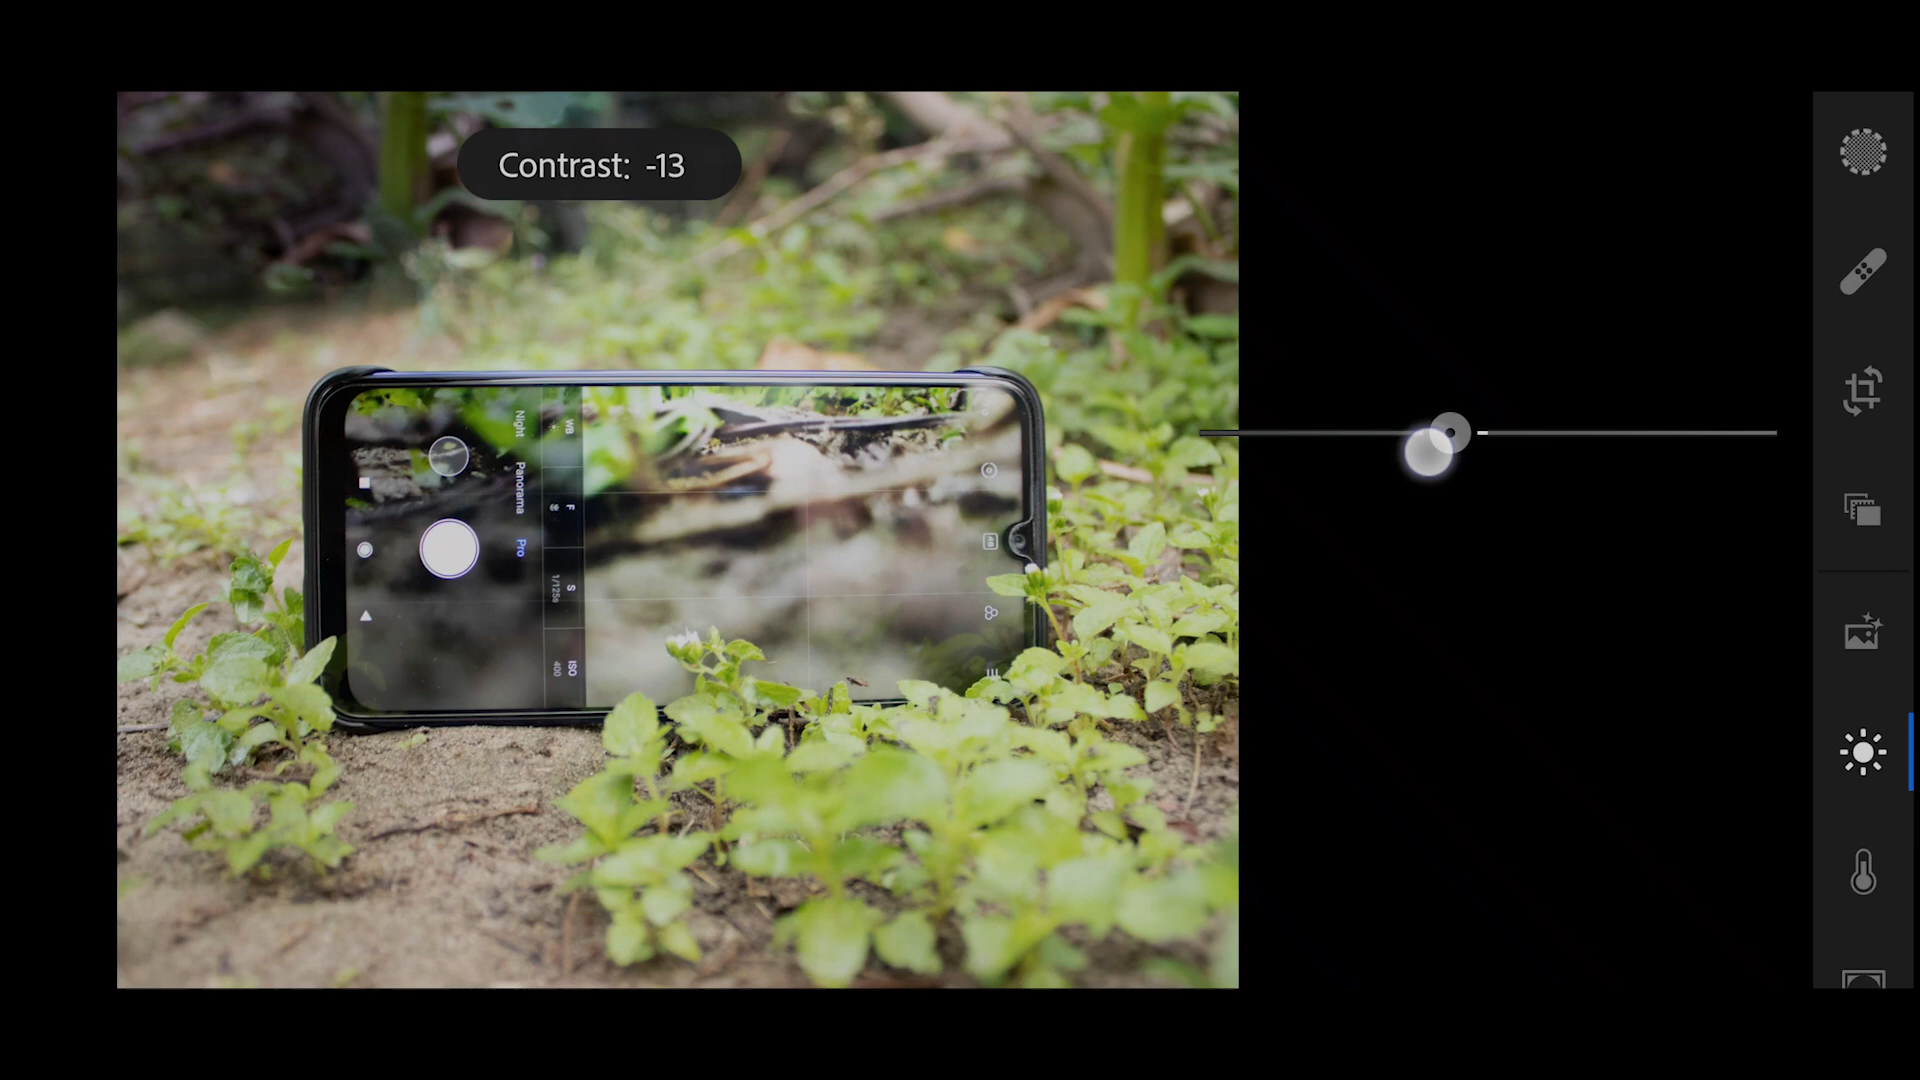 Contrast: -13
Night
Panorama
Pro
WB
F
S
1/125s
ISO
400